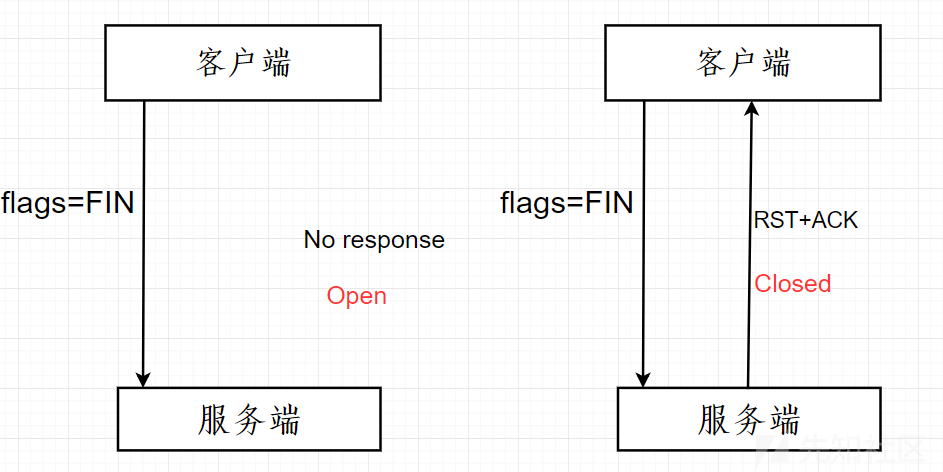 客户端
flags=FIN
No response
Open
服务端
客户端
flags=FIN
RST+ACK
Closed
服务端
先知社区